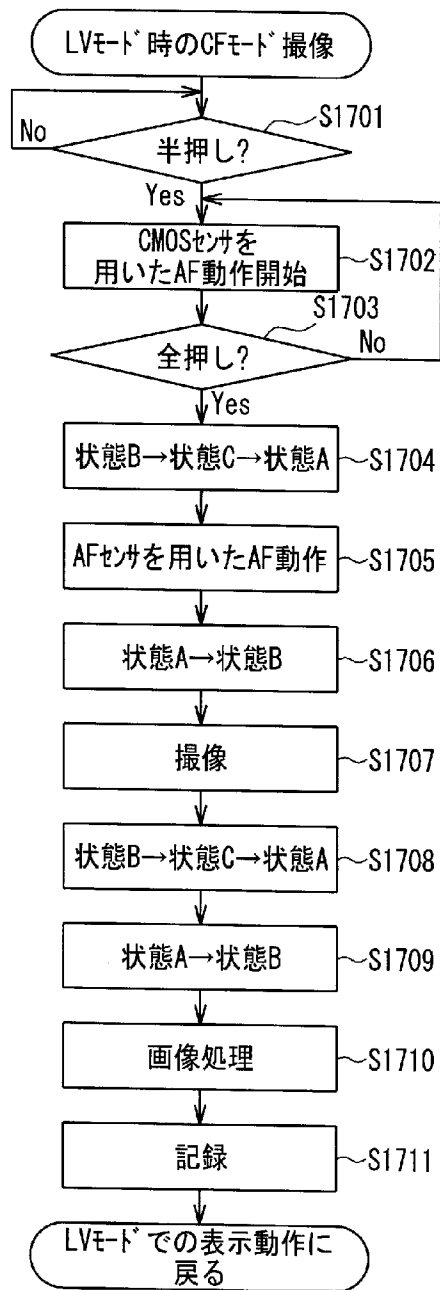 LVモード時のCFモード撮像
S1701
No
半押し?
Yes
CMOSセンサを
用いたAF動作開始
S1702
S1703
全押し?
No
Yes
状態B→状態C→状態A
S1704
AFセンサを用いたAF動作
S1705
状態A→状態B
S1706
撮像
S1707
状態B→状態C→状態A
S1708
状態A→状態B
S1709
画像処理
S1710
記録
S1711
LVモードでの表示動作に
戻る